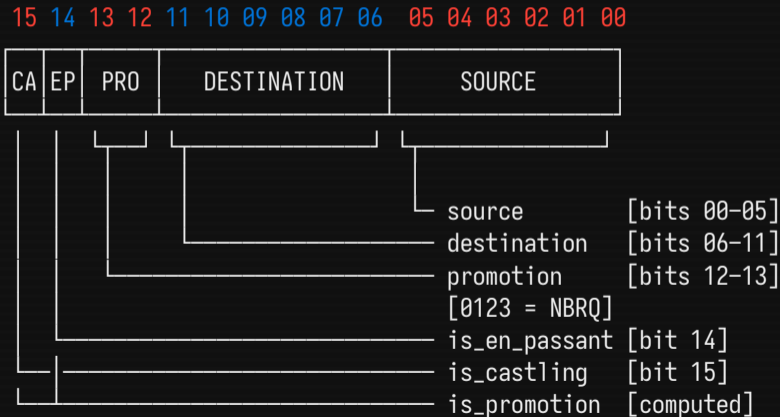 15 14 13 12 11 10 09 08 07 06 05 04 03 02 01 00
CA EP PRO DESTINATION SOURCE
source [bits 00-05]
destination [bits 06-11]
promotion [bits 12-13]
[0123 = NBRQ]
is_en_passant [bit 14]
is_castling [bit 15]
is_promotion [computed]